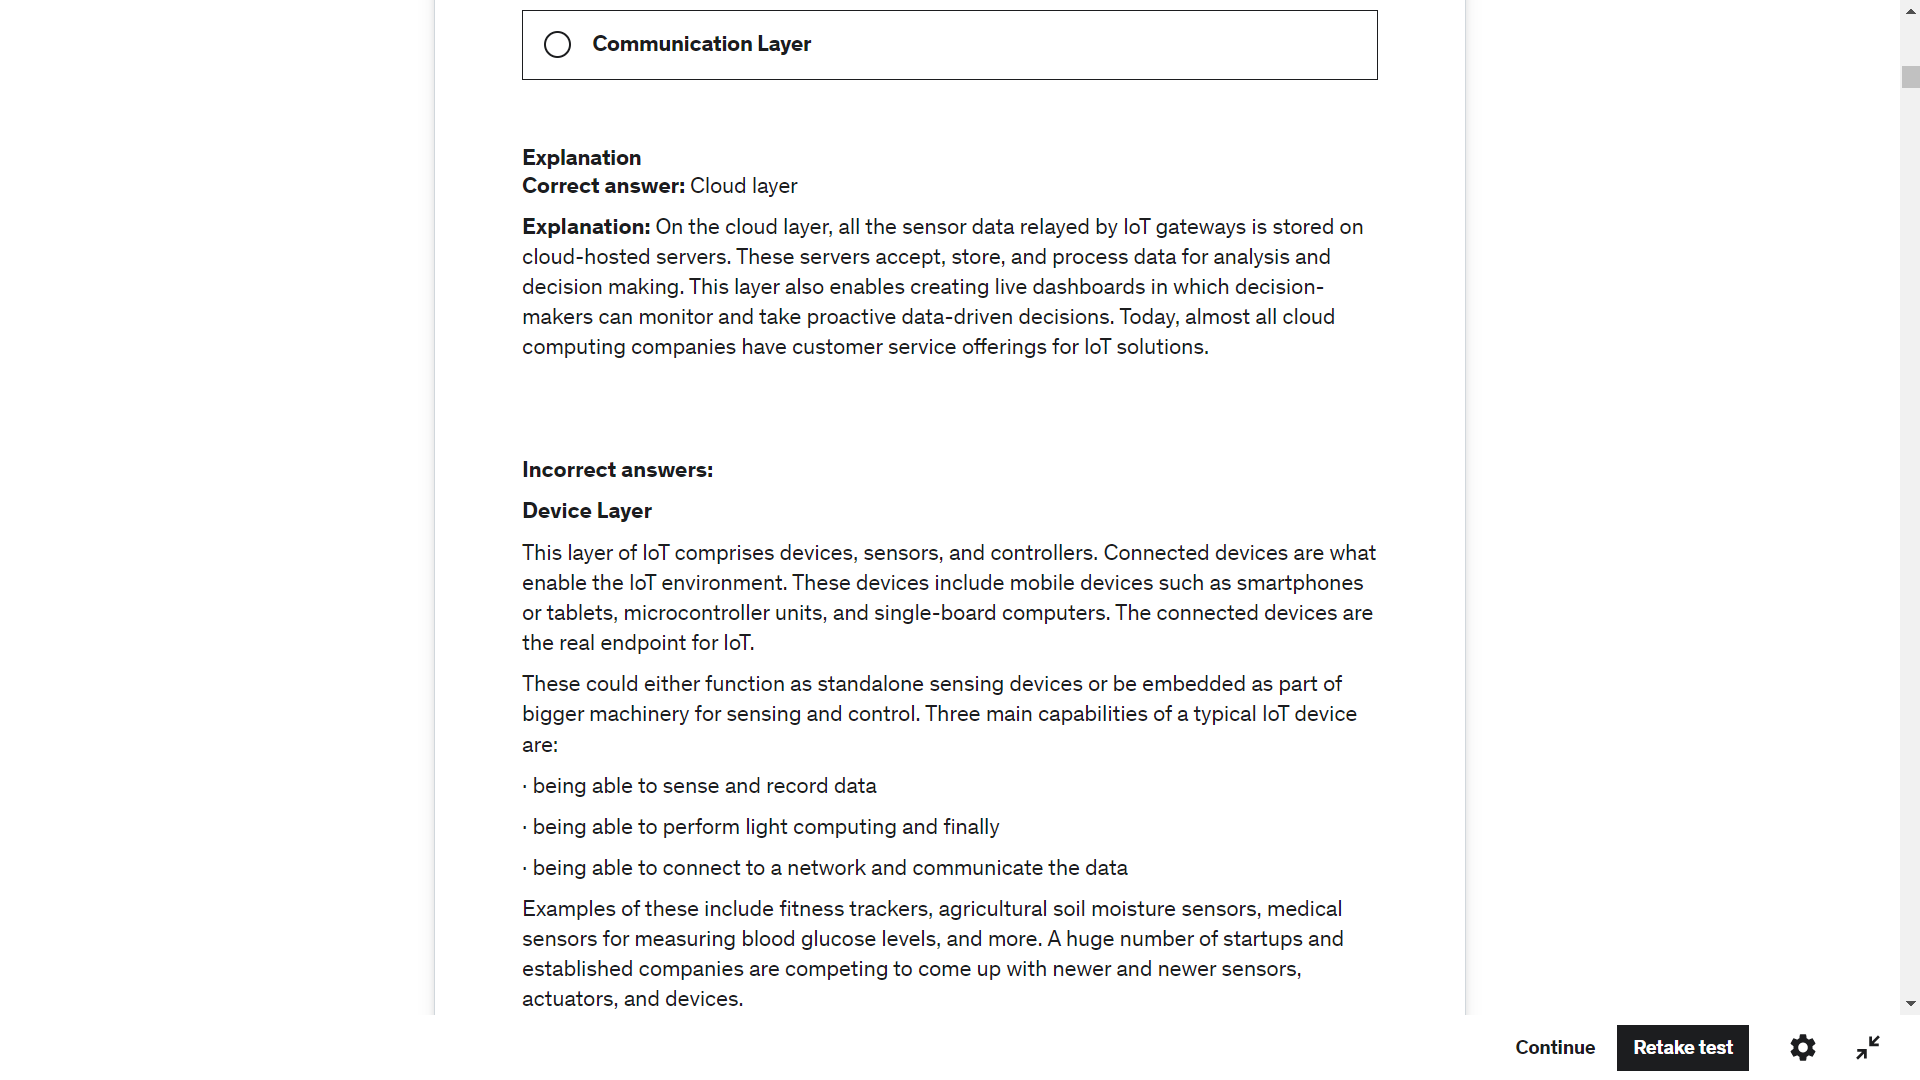 Communication Layer
Explanation
Correct answer: Cloud layer
Explanation: On the cloud layer, all the sensor data relayed by IoT gateways is stored on
cloud-hosted servers. These servers accept, store, and process data for analysis and
decision making. This layer also enables creating live dashboards in which decision-
makers can monitor and take proactive data-driven decisions. Today, almost all cloud
computing companies have customer service offerings for IoT solutions.
Incorrect answers:
Device Layer
This layer of IoT comprises devices, sensors, and controllers. Connected devices are what
enable the IoT environment. These devices include mobile devices such as smartphones
or tablets, microcontroller units, and single-board computers. The connected devices are
the real endpoint for IoT.
These could either function as standalone sensing devices or be embedded as part of
bigger machinery for sensing and control. Three main capabilities of a typical IoT device
are:
· being able to sense and record data
· being able to perform light computing and finally
· being able to connect to a network and communicate the data
Examples of these include fitness trackers, agricultural soil moisture sensors, medical
sensors for measuring blood glucose levels, and more. A huge number of startups and
established companies are competing to come up with newer and newer sensors,
actuators, and devices.
Continue
Retake test